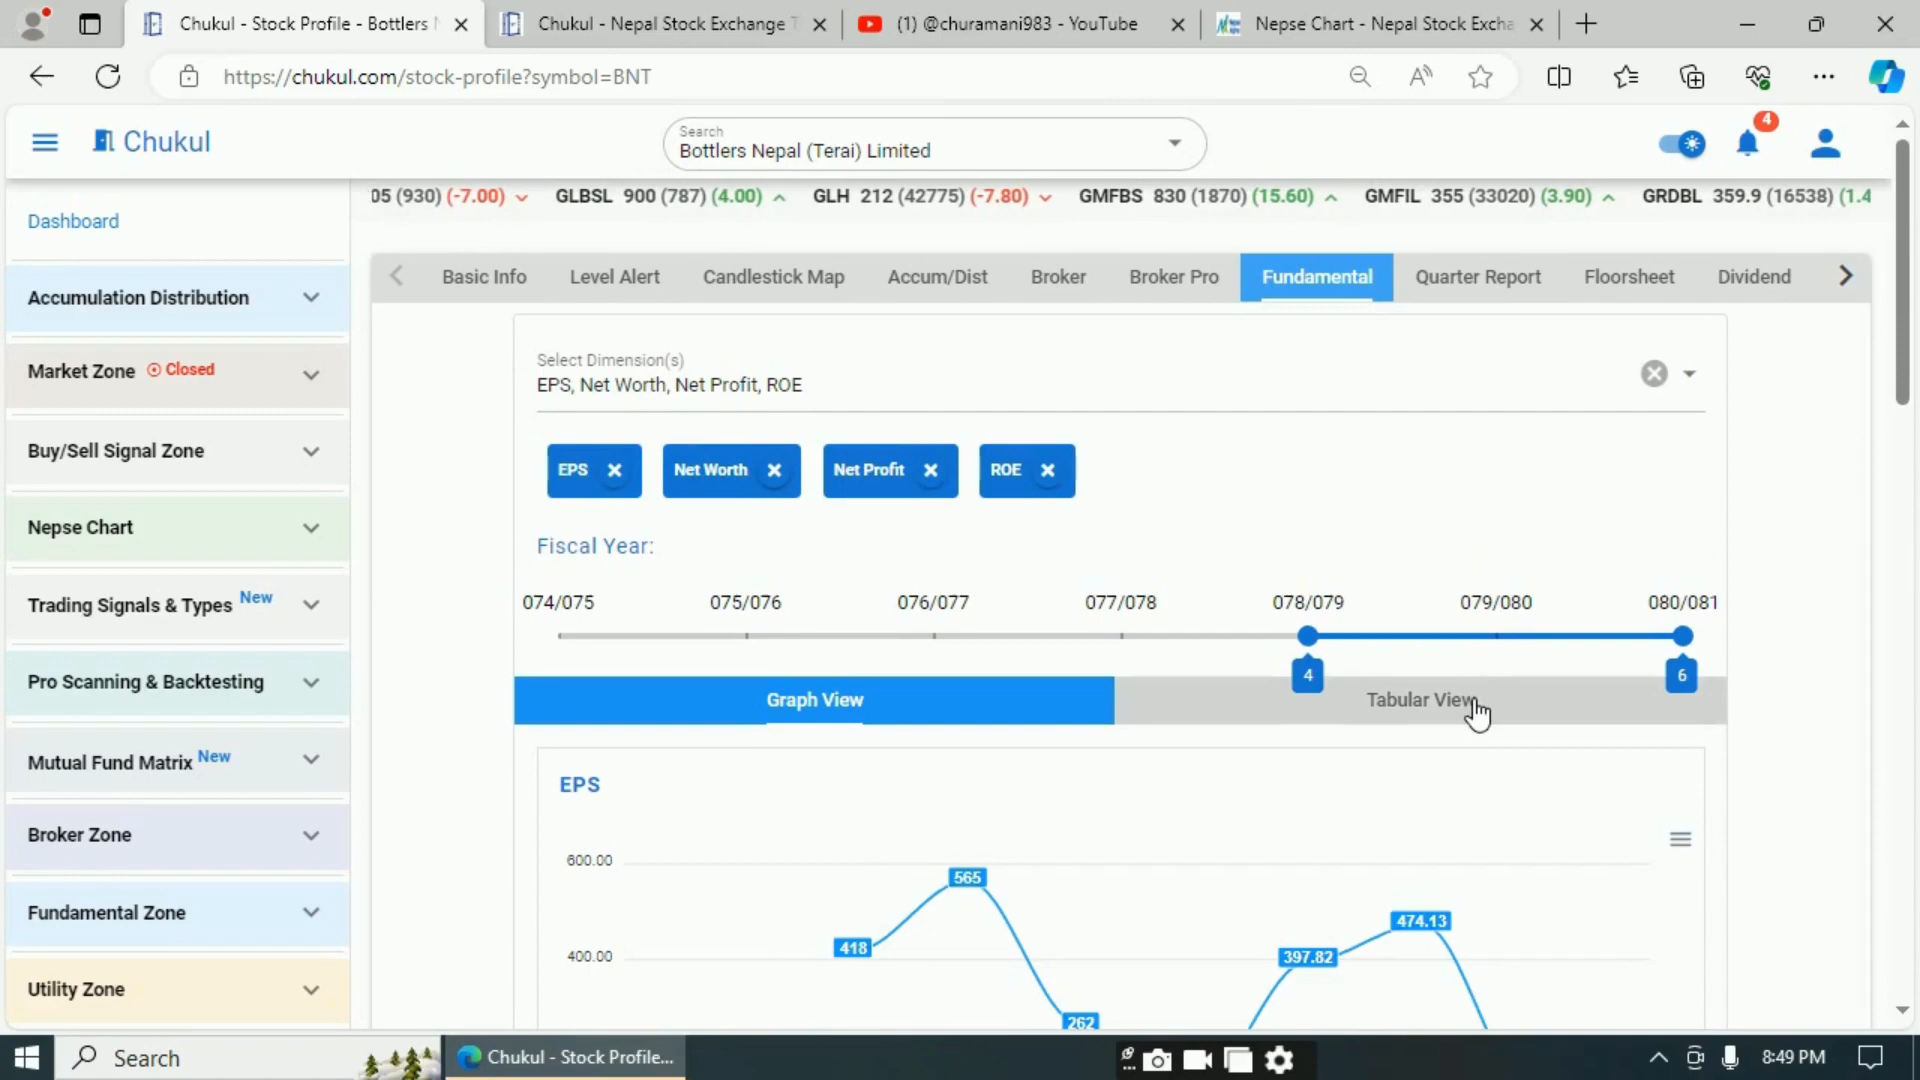 Chukul - Stock Profile - Bottlers
Chukul - Nepal Stock Exchange
(1) @churamani983 - YouTube
Nepse Chart - Nepal Stock Excha
https://chukul.com/stock-profile?symbol=BNT
Chukul
Search
Bottlers Nepal (Terai) Limited
4
05 (930) (-7.00) GLBSL 900 (787) (4.00) GLH 212 (42775) (-7.80) GMFBS 830 (1870) (15.60) GMFIL 355 (33020) (3.90) GRDBL 359.9 (16538) (1.4
Dashboard
Accumulation Distribution
Market Zone Closed
Buy/Sell Signal Zone
Nepse Chart
Trading Signals & Types New
Pro Scanning & Backtesting
Mutual Fund Matrix New
Broker Zone
Fundamental Zone
Utility Zone
Basic Info Level Alert Candlestick Map Accum/Dist Broker Broker Pro Fundamental Quarter Report Floorsheet Dividend
Select Dimension(s)
EPS, Net Worth, Net Profit, ROE
EPS Net Worth Net Profit ROE
Fiscal Year:
074/075 075/076 076/077 077/078 078/079 079/080 080/081
4 6
Graph View Tabular View
EPS
600.00
565
474.13
418
400.00
397.82
262
Search
Chukul - Stock Profile...
8:49 PM